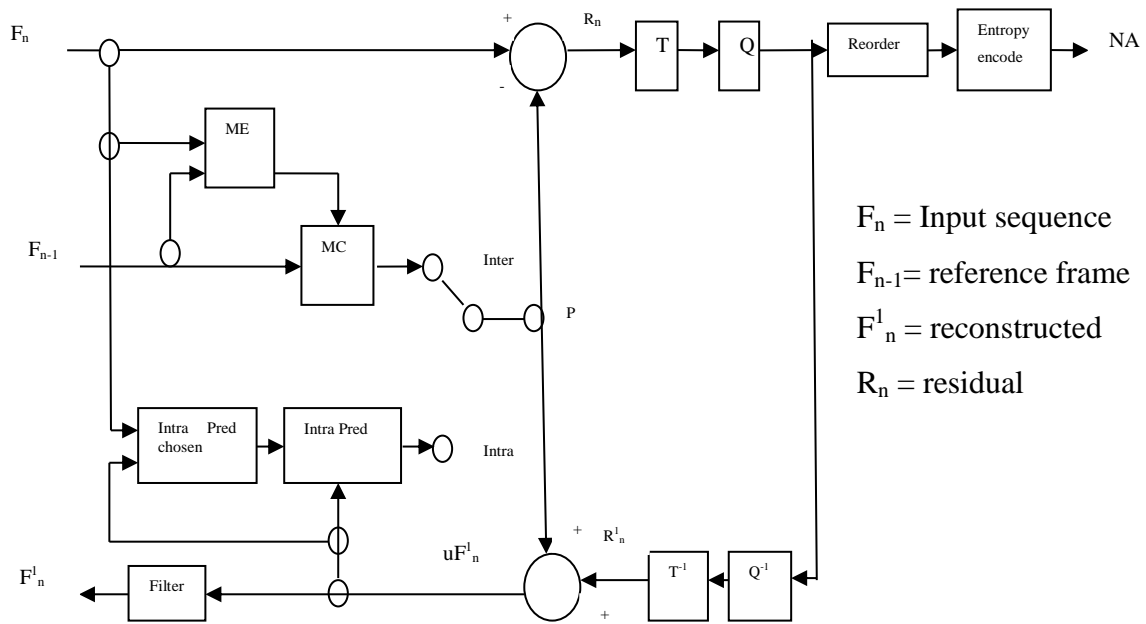 Fn
+
Rn
T
Q
Reorder
Entropy
encode
NA
-
ME
Fn-1
MC
Inter
P
Fn = Input sequence
Fn-1= reference frame
F1n = reconstructed
Rn = residual
Intra Pred
chosen
Intra Pred
Intra
+
R1n
uF1n
T-1
Q-1
F1n
Filter
+